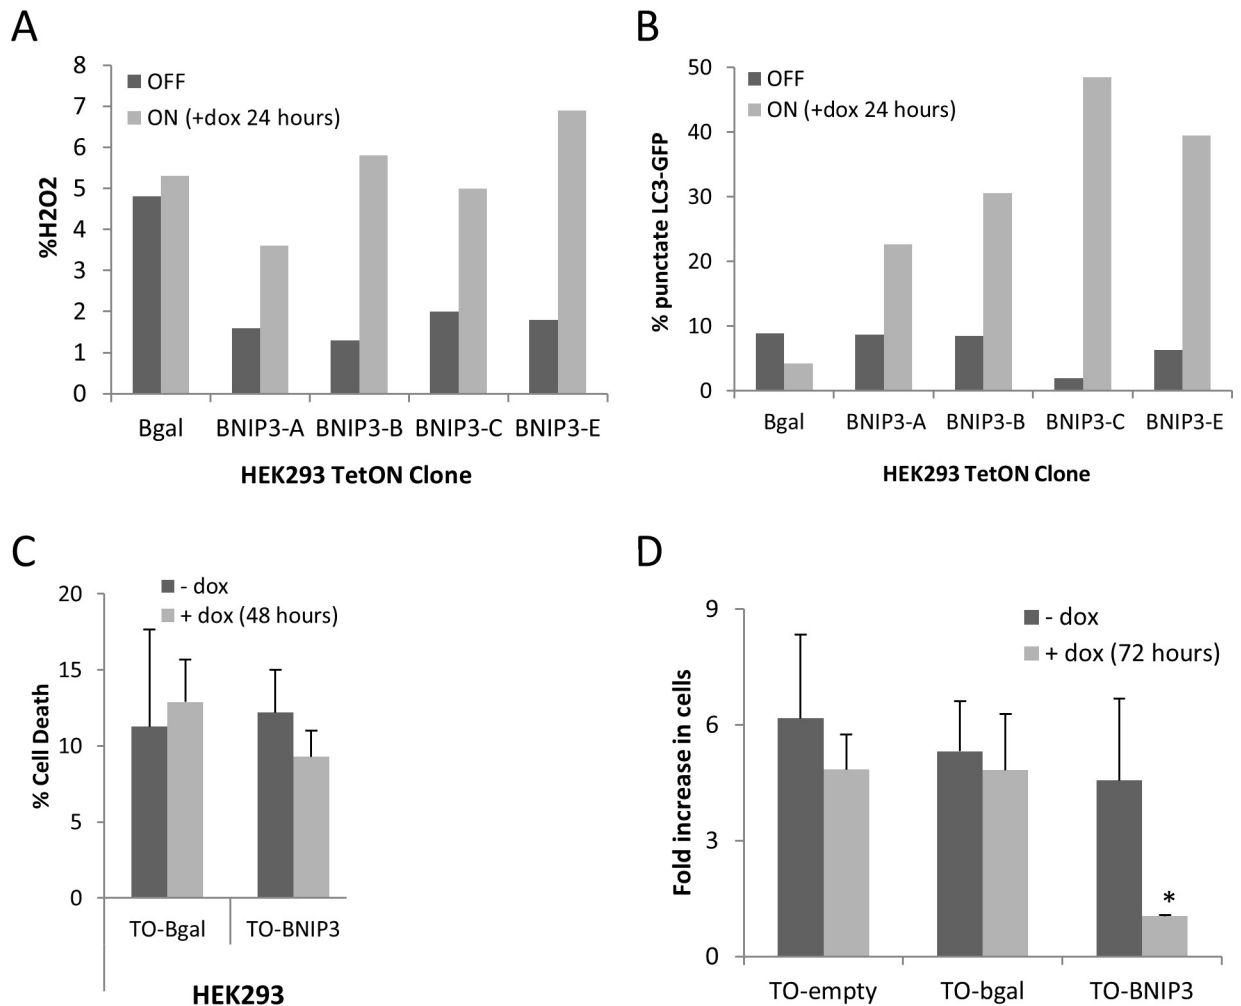 A
8
7
6
5
4
3
2
1
0
%H2O2
OFF
ON (+dox 24 hours)
Bgal BNIP3-A BNIP3-B BNIP3-C BNIP3-E
HEK293 TetON Clone
B
50
40
30
20
10
0
% punctate LC3-GFP
OFF
ON (+dox 24 hours)
Bgal BNIP3-A BNIP3-B BNIP3-C BNIP3-E
HEK293 TetON Clone
C
20
15
10
5
0
% Cell Death
- dox
+ dox (48 hours)
TO-Bgal TO-BNIP3
HEK293
D
9
6
3
0
Fold increase in cells
- dox
+ dox (72 hours)
*
TO-empty TO-bgal TO-BNIP3